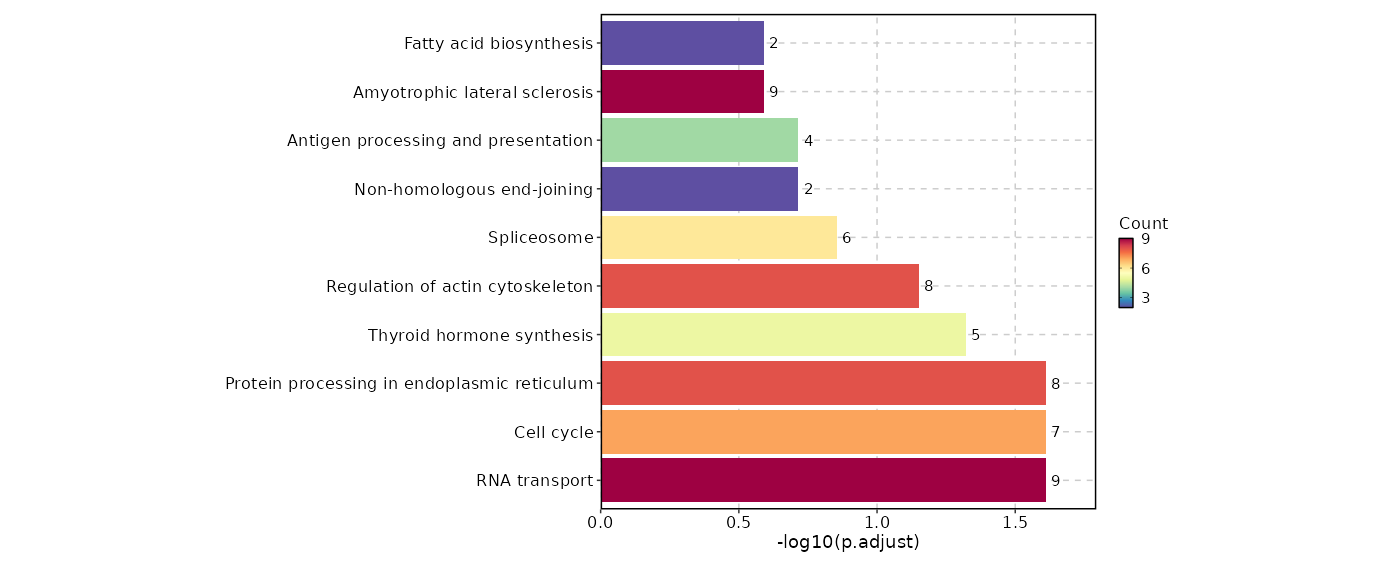 Fatty acid biosynthesis 2
Amyotrophic lateral sclerosis 9
Antigen processing and presentation 4
Non-homologous end-joining 2
Spliceosome 6
Regulation of actin cytoskeleton 8
Thyroid hormone synthesis 5
Protein processing in endoplasmic reticulum 8
Cell cycle 7
RNA transport 9
0.0 0.5 1.0 1.5
-log10(p.adjust)
Count
9
6
3